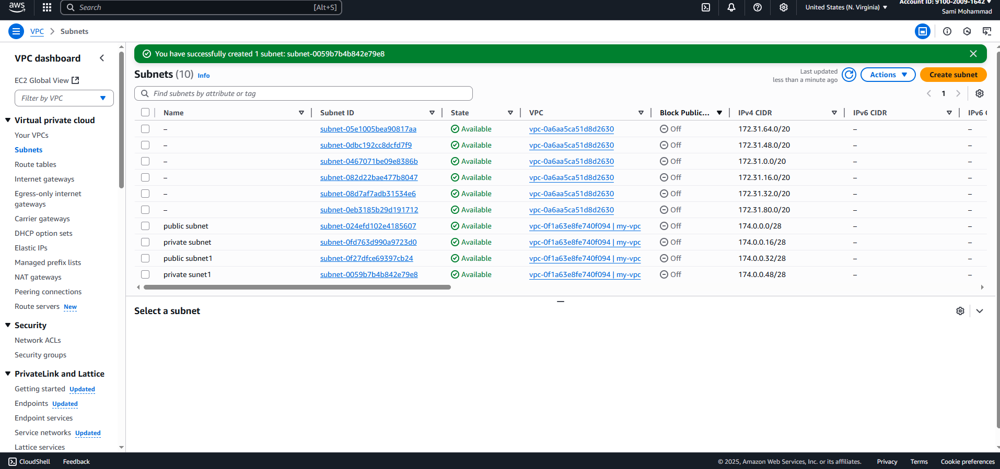 aws
Search [Alt+S]
United States (N. Virginia)
Account ID: 9100-2009-1642
Sami Mohammad
VPC > Subnets
VPC dashboard
EC2 Global View
Filter by VPC
Virtual private cloud
Your VPCs
Subnets
Route tables
Internet gateways
Egress-only internet
gateways
Carrier gateways
DHCP option sets
Elastic IPs
Managed prefix lists
NAT gateways
Peering connections
Route servers New
Security
Network ACLs
Security groups
PrivateLink and Lattice
Getting started Updated
Endpoints Updated
Endpoint services
Service networks Updated
Lattice services
You have successfully created 1 subnet: subnet-0059b7b4b842e79e8
Subnets (10) Info
Last updated
less than a minute ago
Actions
Create subnet
Find subnets by attribute or tag
1
Name Subnet ID State VPC Block Public... IPv4 CIDR IPv6 CIDR IPv6
– subnet-05e1005bea90817aa Available vpc-0a6aa5ca51d8d2630 Off 172.31.64.0/20 – –
– subnet-0dbc192cc8dcfd7f9 Available vpc-0a6aa5ca51d8d2630 Off 172.31.48.0/20 – –
– subnet-0467071be09e8386b Available vpc-0a6aa5ca51d8d2630 Off 172.31.0.0/20 – –
– subnet-082d22bae477b8047 Available vpc-0a6aa5ca51d8d2630 Off 172.31.16.0/20 – –
– subnet-08d7af7adb31534e6 Available vpc-0a6aa5ca51d8d2630 Off 172.31.32.0/20 – –
– subnet-0eb3185b29d191712 Available vpc-0a6aa5ca51d8d2630 Off 172.31.80.0/20 – –
public subnet subnet-024efd102e4185607 Available vpc-0f1a63e8fe740f094 | my-vpc Off 174.0.0.0/28 – –
private subnet subnet-0fd763d990a9723d0 Available vpc-0f1a63e8fe740f094 | my-vpc Off 174.0.0.16/28 – –
public subnet1 subnet-0f27dfce69397cb24 Available vpc-0f1a63e8fe740f094 | my-vpc Off 174.0.0.32/28 – –
private sunet1 subnet-0059b7b4b842e79e8 Available vpc-0f1a63e8fe740f094 | my-vpc Off 174.0.0.48/28 – –
Select a subnet
CloudShell Feedback © 2025, Amazon Web Services, Inc. or its affiliates. Privacy Terms Cookie preferences